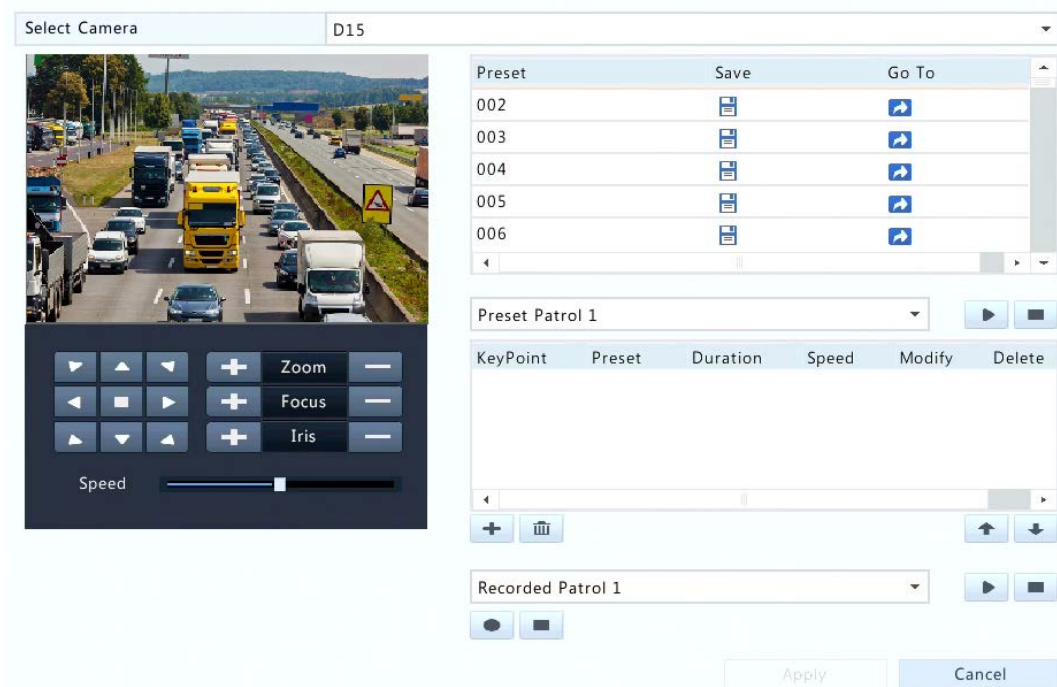 Select Camera D15
Preset Save Go To
002
003
004
005
006
Preset Patrol 1
KeyPoint Preset Duration Speed Modify Delete
Zoom
Focus
Iris
Speed
Recorded Patrol 1
Apply Cancel